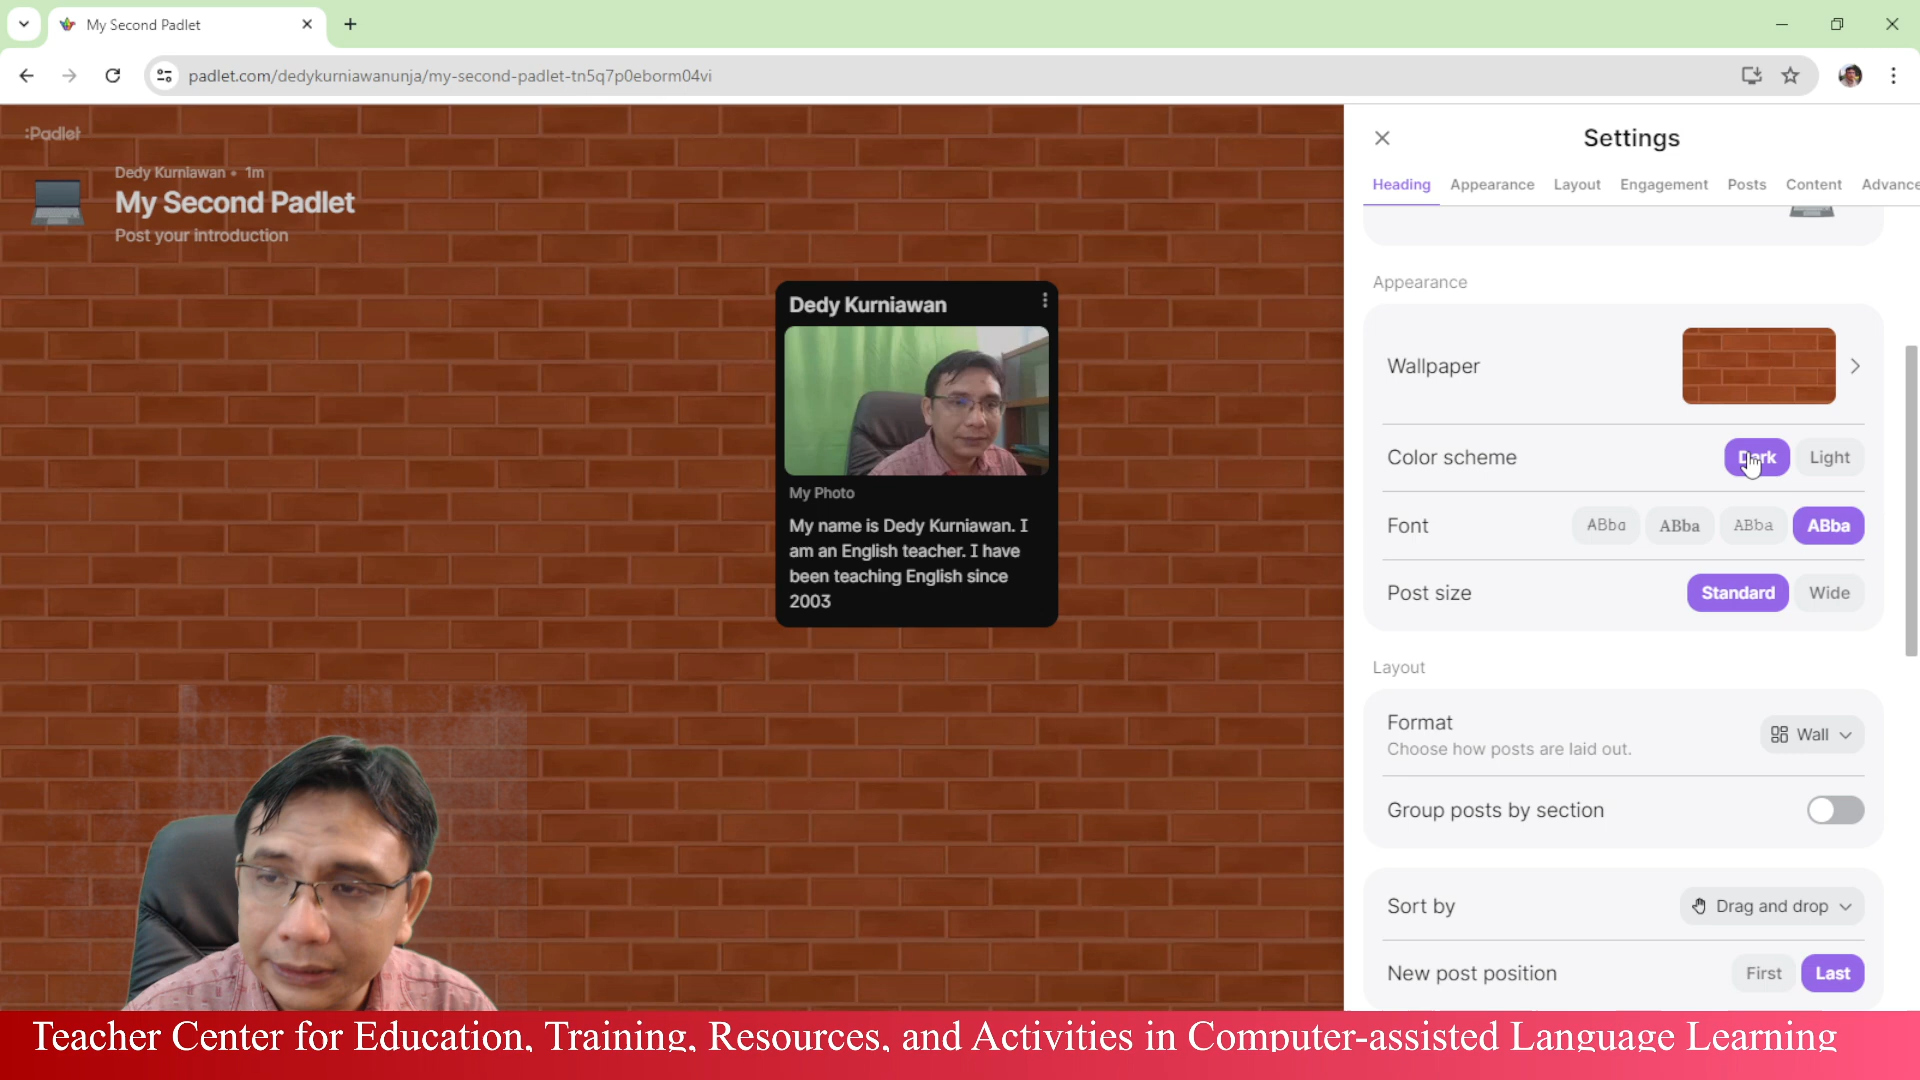 My Second Padlet
padlet.com/dedykurniawanunja/my-second-padlet-tn5q7p0eborm04vi
:Padlet
Dedy Kurniawan • 1m
My Second Padlet
Post your introduction
Dedy Kurniawan
My Photo
My name is Dedy Kurniawan. I
am an English teacher. I have
been teaching English since
2003
Settings
Heading Appearance Layout Engagement Posts Content Advance
Appearance
Wallpaper
Color scheme Dark Light
Font ABba ABba ABba ABba
Post size Standard Wide
Layout
Format Wall
Choose how posts are laid out.
Group posts by section
Sort by Drag and drop
New post position First Last
Teacher Center for Education, Training, Resources, and Activities in Computer-assisted Language Learning